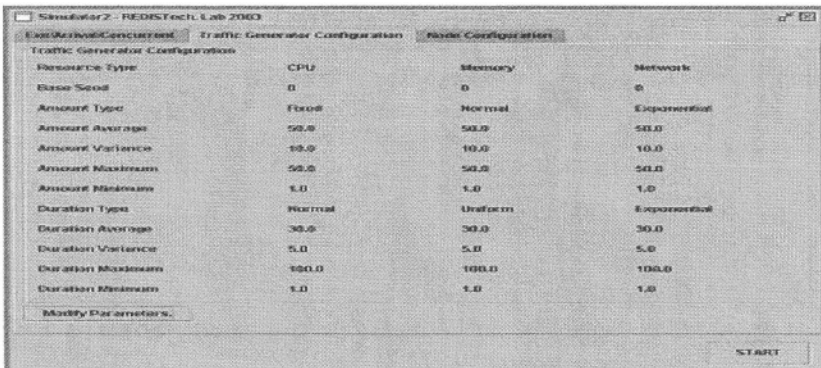 Simulator2 - REDISTech. Lab 2003
Exe/Arrival/Concurrent Traffic Generator Configuration Node Configuration
Traffic Generator Configuration
Resource Type CPU Memory Network
Base Seed 0 0 0
Amount Type Fixed Normal Exponential
Amount Average 50.0 50.0 50.0
Amount Variance 10.0 10.0 10.0
Amount Maximum 50.0 50.0 50.0
Amount Minimum 1.0 1.0 1.0
Duration Type Normal Uniform Exponential
Duration Average 30.0 30.0 30.0
Duration Variance 5.0 5.0 5.0
Duration Maximum 100.0 100.0 100.0
Duration Minimum 1.0 1.0 1.0
Modify Parameters.
START